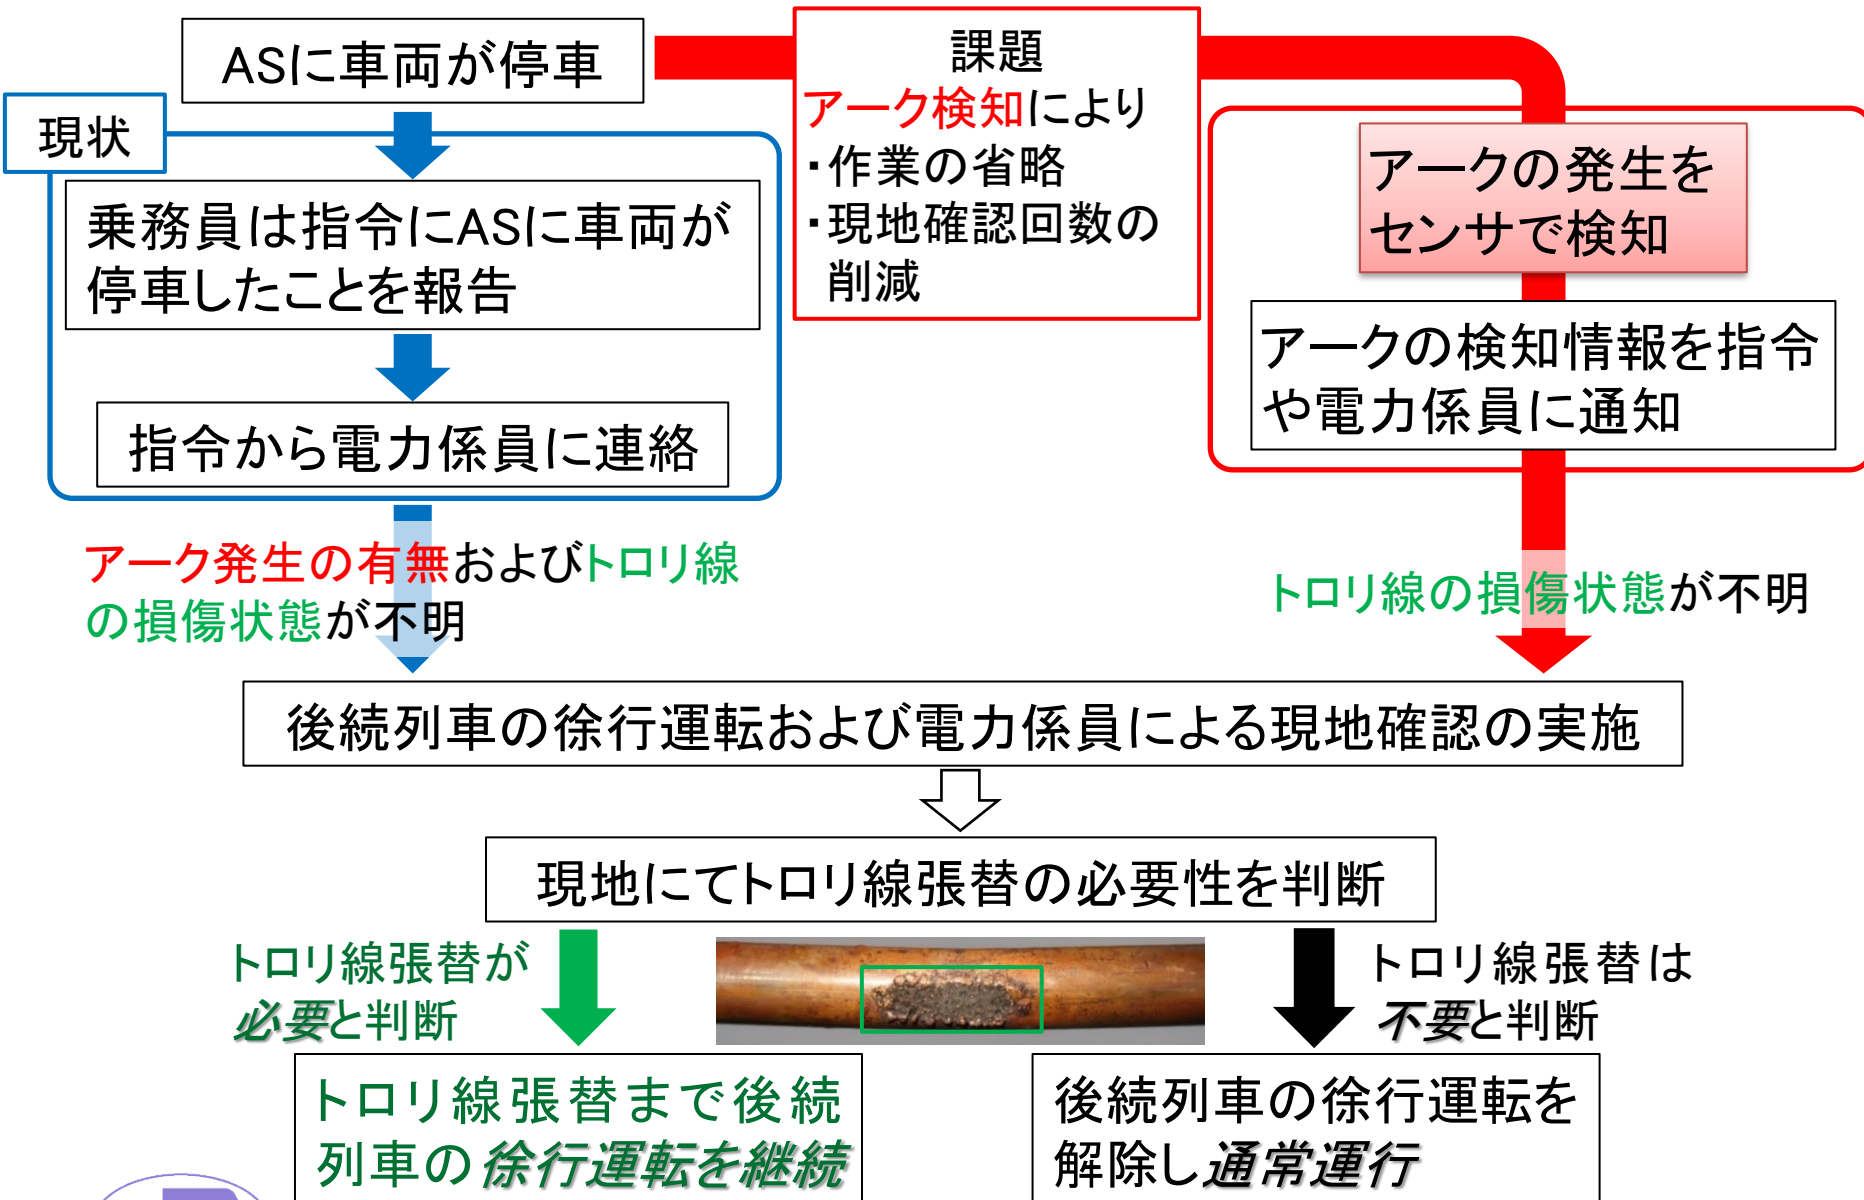 ASに車両が停車
課題
アーク検知により
・作業の省略
・現地確認回数の
削減
現状
乗務員は指令にASに車両が
停車したことを報告
指令から電力係員に連絡
アーク発生の有無およびトロリ線
の損傷状態が不明
アークの発生を
センサで検知
アークの検知情報を指令
や電力係員に通知
トロリ線の損傷状態が不明
後続列車の徐行運転および電力係員による現地確認の実施
現地にてトロリ線張替の必要性を判断
トロリ線張替が
必要と判断
トロリ線張替は
不要と判断
トロリ線張替まで後続
列車の徐行運転を継続
後続列車の徐行運転を
解除し通常運行